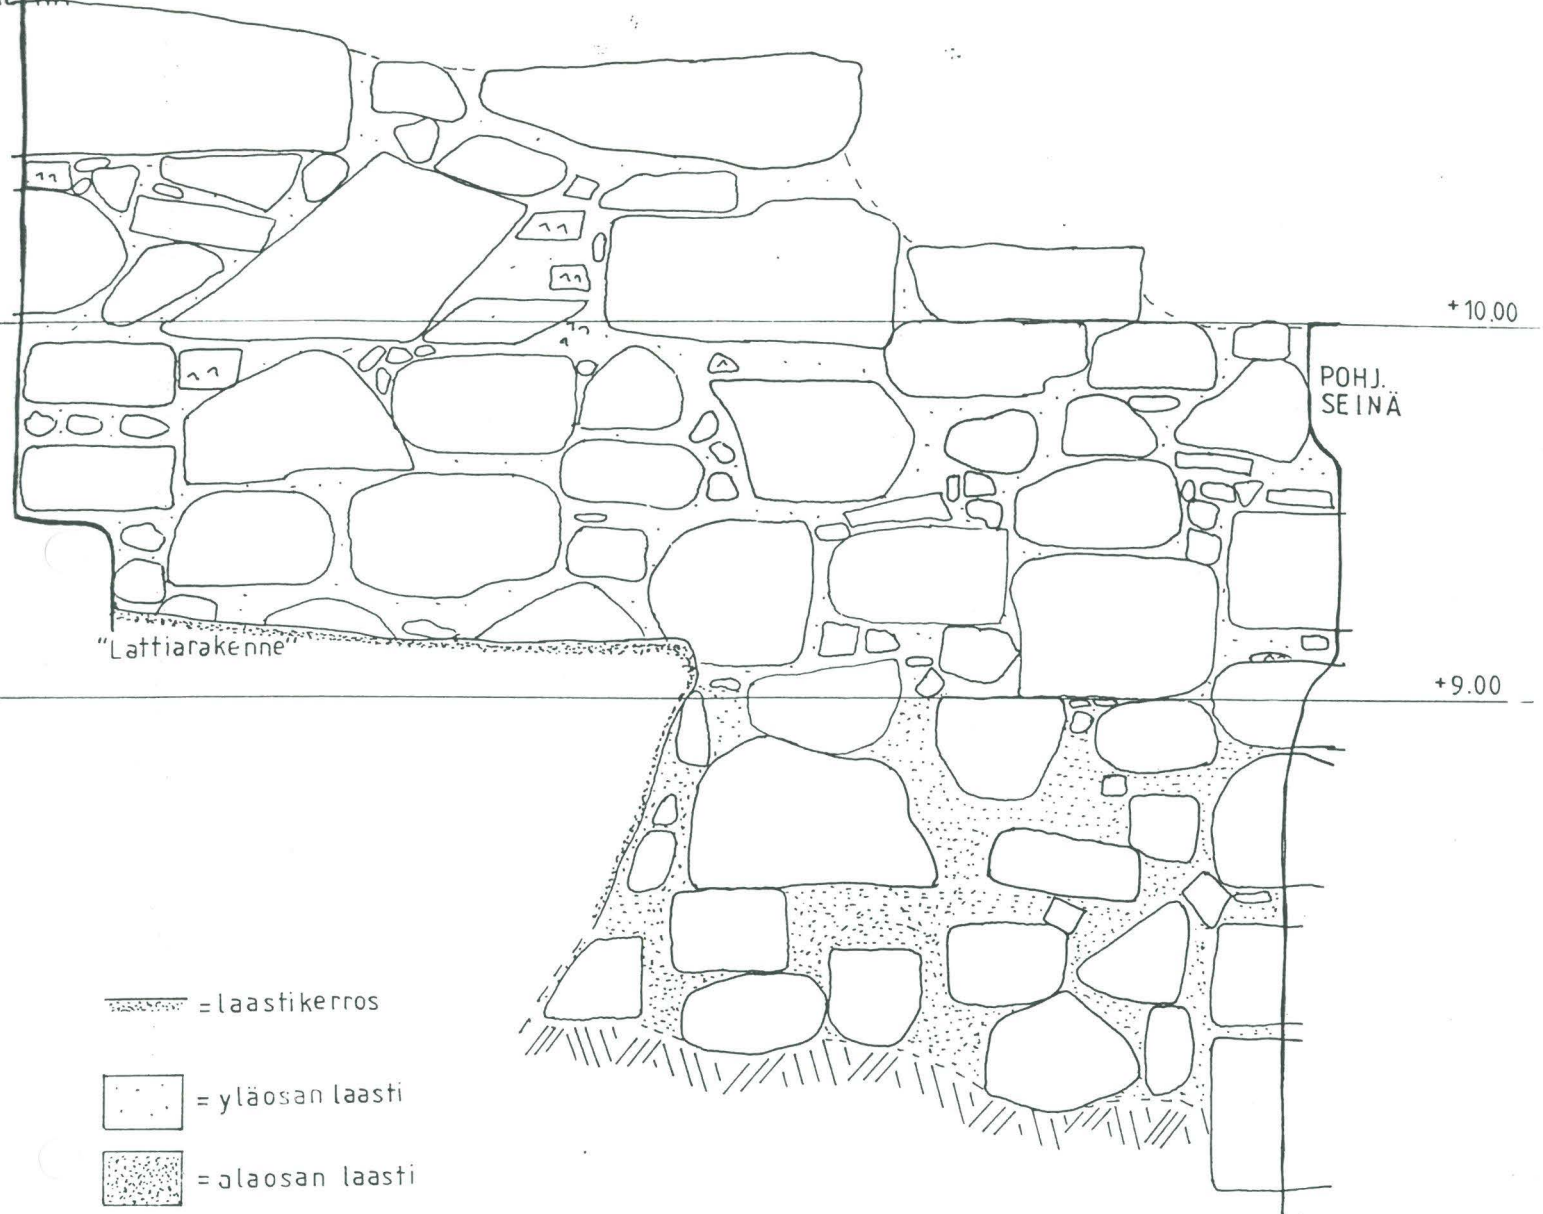 +10.00
POHJ.
SEINÄ
"Lattiarakenne"
+9.00
= laastikerros
= yläosan laasti
= alaosan laasti